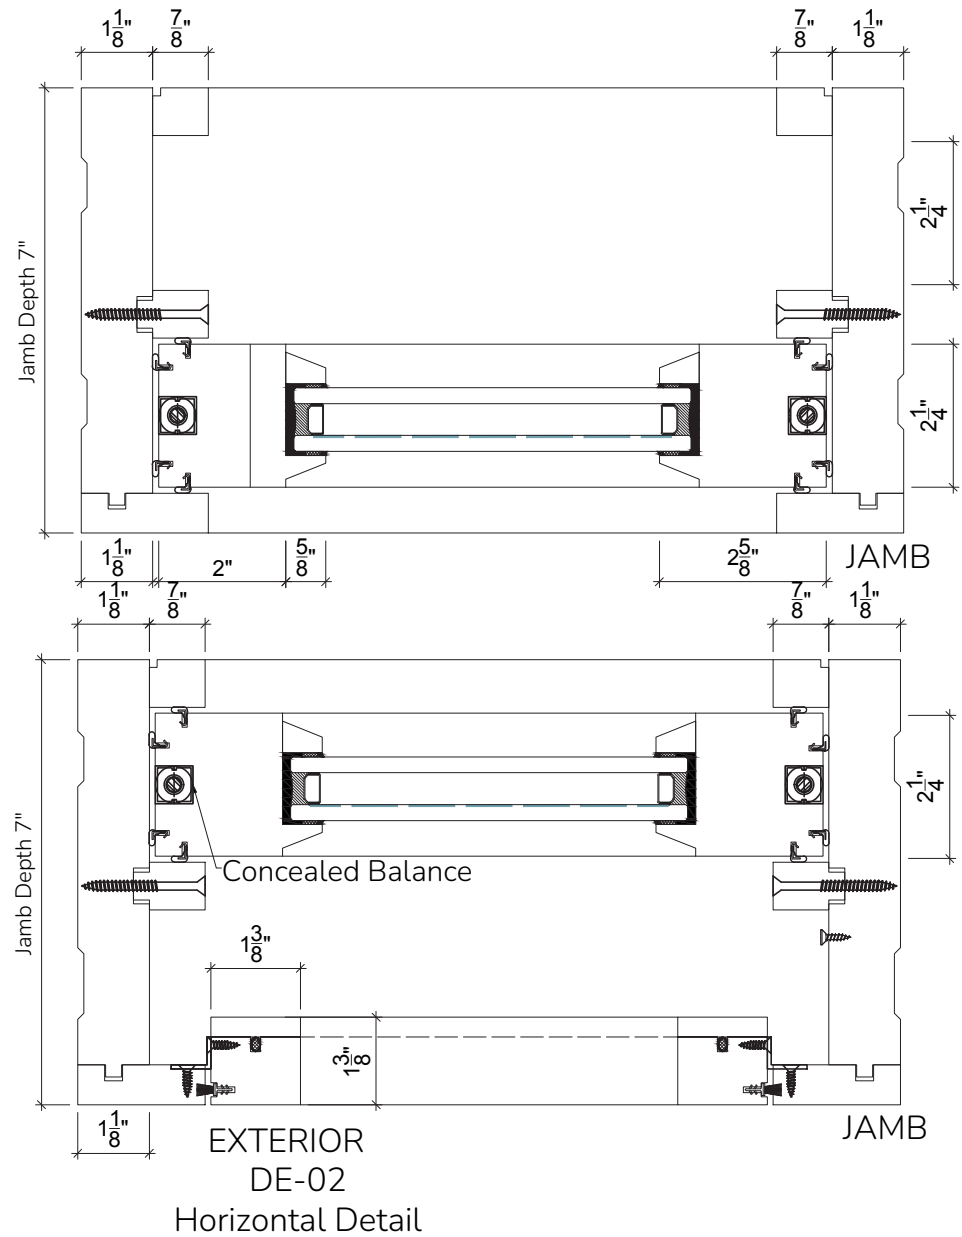 1 1/8" 7/8" 7/8" 1 1/8"
Jamb Depth 7"
2 1/4"
2 1/4"
1 1/8" 2" 5/8" 2 5/8" JAMB
1 1/8" 7/8" 7/8" 1 1/8"
Jamb Depth 7"
2 1/4"
Concealed Balance
1 3/8"
1 3/8"
1 1/8"
JAMB
EXTERIOR
DE-02
Horizontal Detail